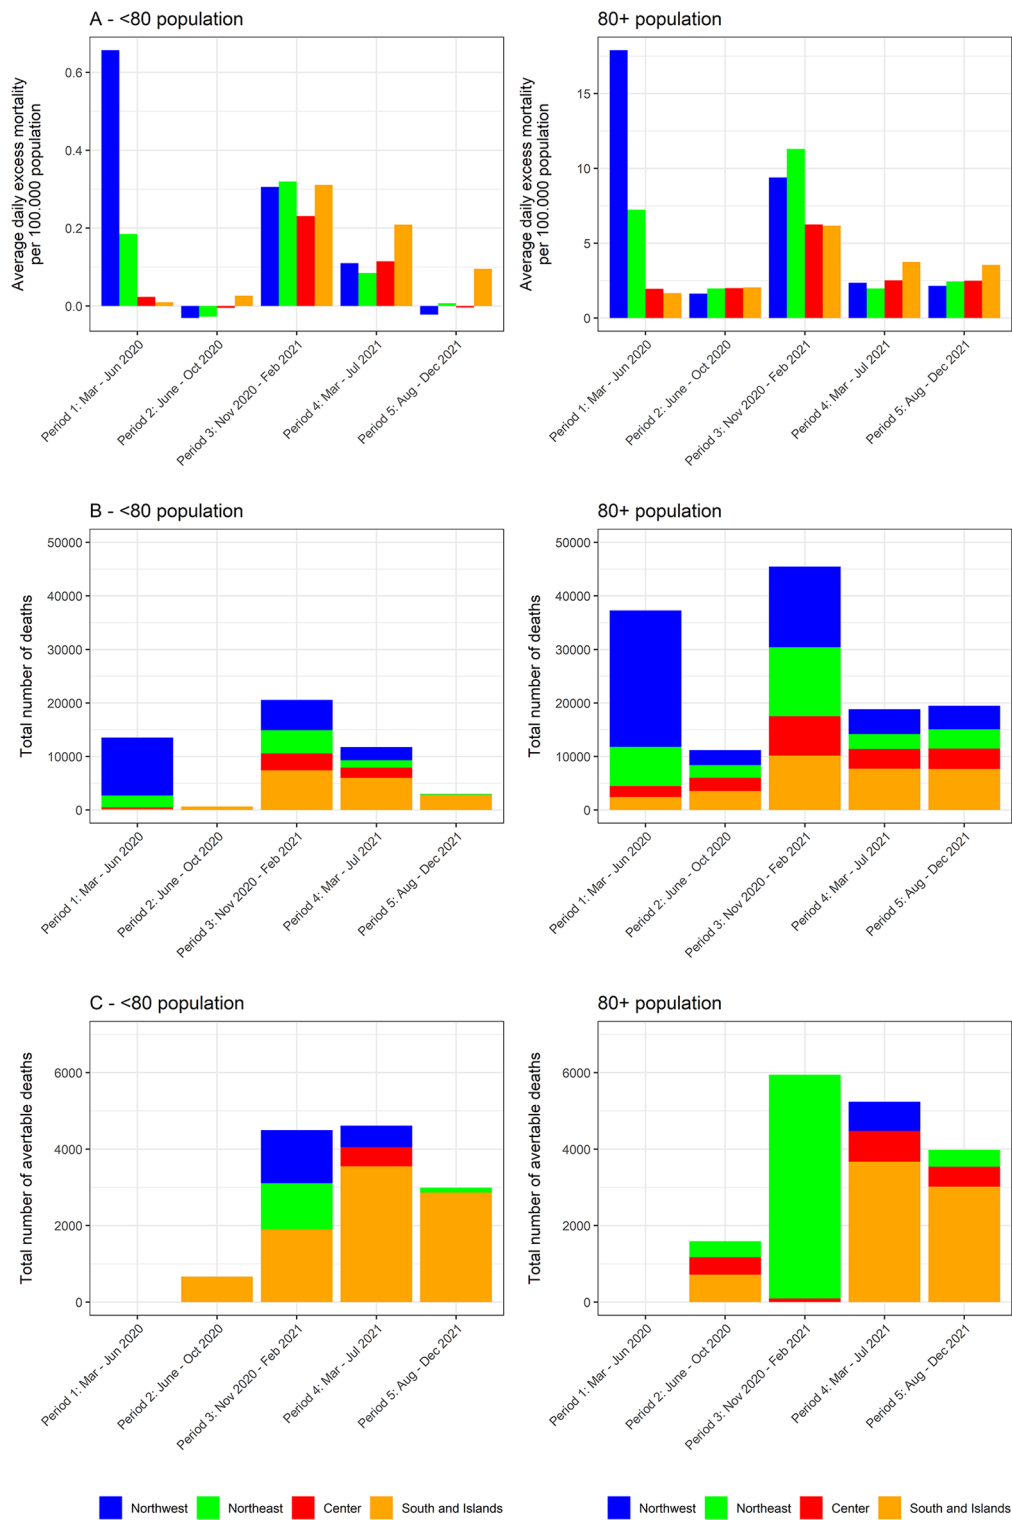 A - <80 population
Average daily excess mortality
per 100.000 population
0.6
0.4
0.2
0.0
Period 1: Mar - Jun 2020
Period 2: June - Oct 2020
Period 3: Nov 2020 - Feb 2021
Period 4: Mar - Jul 2021
Period 5: Aug - Dec 2021
80+ population
Average daily excess mortality
per 100.000 population
15
10
5
0
Period 1: Mar - Jun 2020
Period 2: June - Oct 2020
Period 3: Nov 2020 - Feb 2021
Period 4: Mar - Jul 2021
Period 5: Aug - Dec 2021
B - <80 population
Total number of deaths
50000
40000
30000
20000
10000
0
Period 1: Mar - Jun 2020
Period 2: June - Oct 2020
Period 3: Nov 2020 - Feb 2021
Period 4: Mar - Jul 2021
Period 5: Aug - Dec 2021
80+ population
Total number of deaths
50000
40000
30000
20000
10000
0
Period 1: Mar - Jun 2020
Period 2: June - Oct 2020
Period 3: Nov 2020 - Feb 2021
Period 4: Mar - Jul 2021
Period 5: Aug - Dec 2021
C - <80 population
Total number of avertable deaths
6000
4000
2000
0
Period 1: Mar - Jun 2020
Period 2: June - Oct 2020
Period 3: Nov 2020 - Feb 2021
Period 4: Mar - Jul 2021
Period 5: Aug - Dec 2021
80+ population
Total number of avertable deaths
6000
4000
2000
0
Period 1: Mar - Jun 2020
Period 2: June - Oct 2020
Period 3: Nov 2020 - Feb 2021
Period 4: Mar - Jul 2021
Period 5: Aug - Dec 2021
Northwest Northeast Center South and Islands
Northwest Northeast Center South and Islands